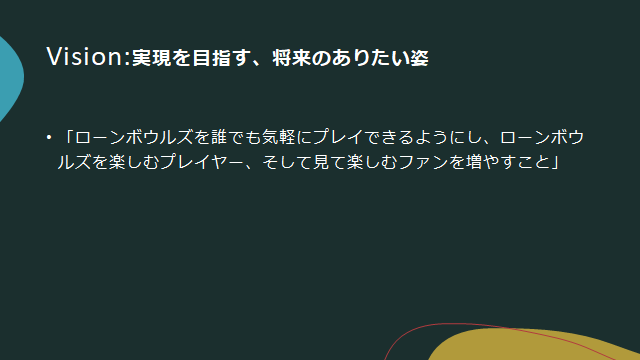 Vision:実現を目指す、将来のありたい姿
• 「ローンボウルズを誰でも気軽にプレイできるようにし、ローンボウ
ルズを楽しむプレイヤー、そして見て楽しむファンを増やすこと」